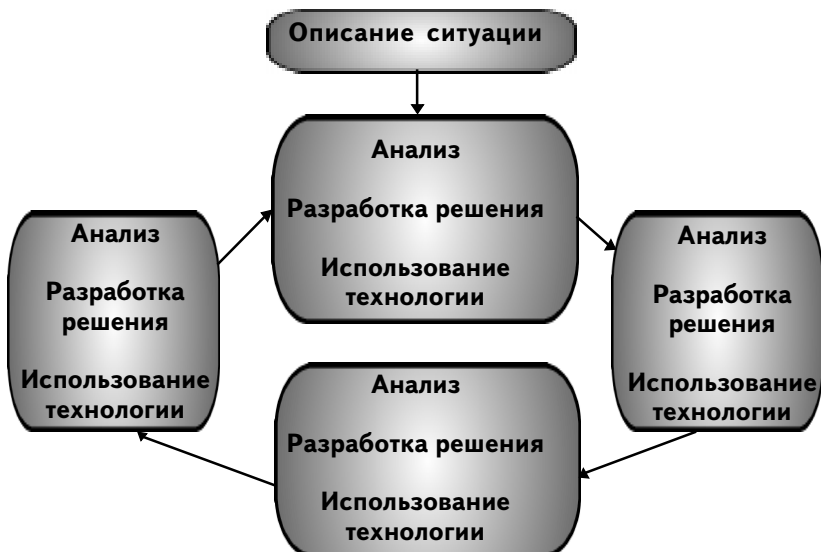 Описание ситуации
Анализ
Разработка решения
Использование
технологии
Анализ
Разработка
решения
Использование
технологии
Анализ
Разработка решения
Использование
технологии
Анализ
Разработка
решения
Использование
технологии